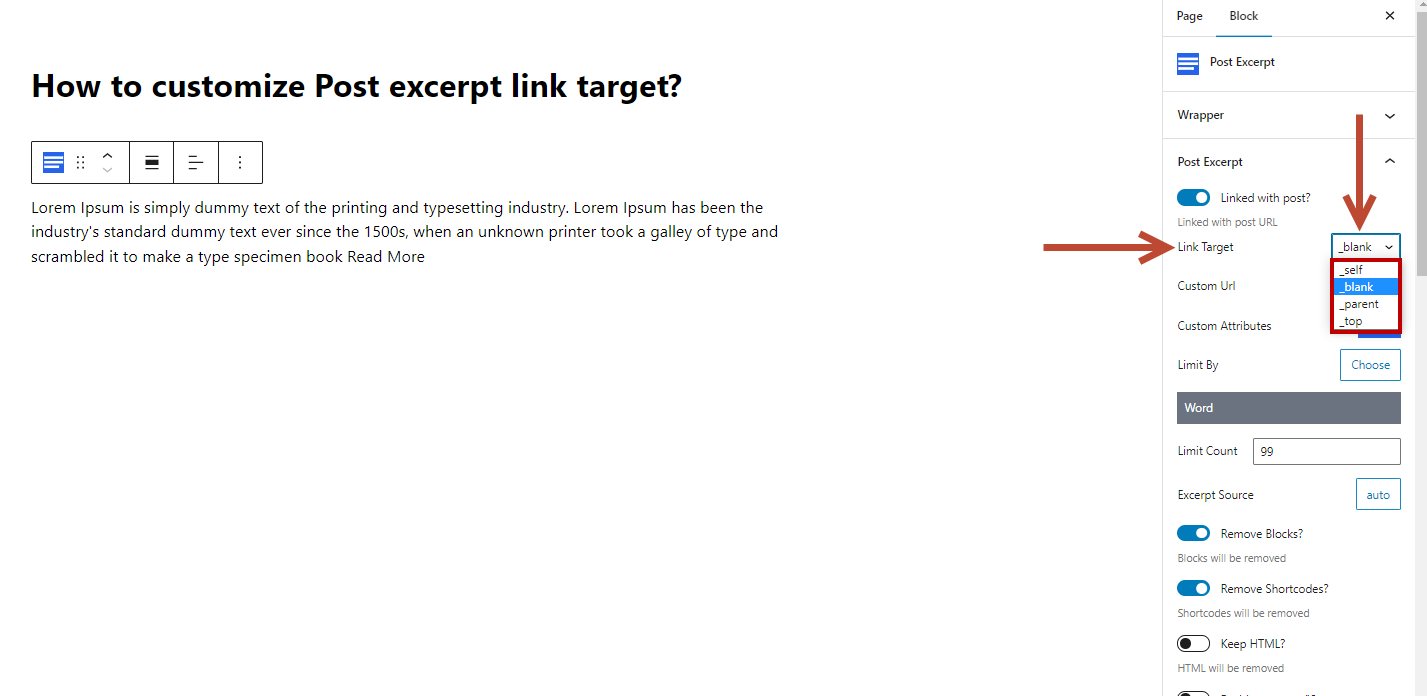 Page Block
Post Excerpt
Wrapper
How to customize Post excerpt link target?
Lorem Ipsum is simply dummy text of the printing and typesetting industry. Lorem Ipsum has been the
industry's standard dummy text ever since the 1500s, when an unknown printer took a galley of type and
scrambled it to make a type specimen book Read More
Post Excerpt
Linked with post?
Linked with post URL
Link Target _blank
_self
_blank
_parent
_top
Custom Url
Custom Attributes
Limit By Choose
Word
Limit Count 99
Excerpt Source auto
Remove Blocks?
Blocks will be removed
Remove Shortcodes?
Shortcodes will be removed
Keep HTML?
HTML will be removed